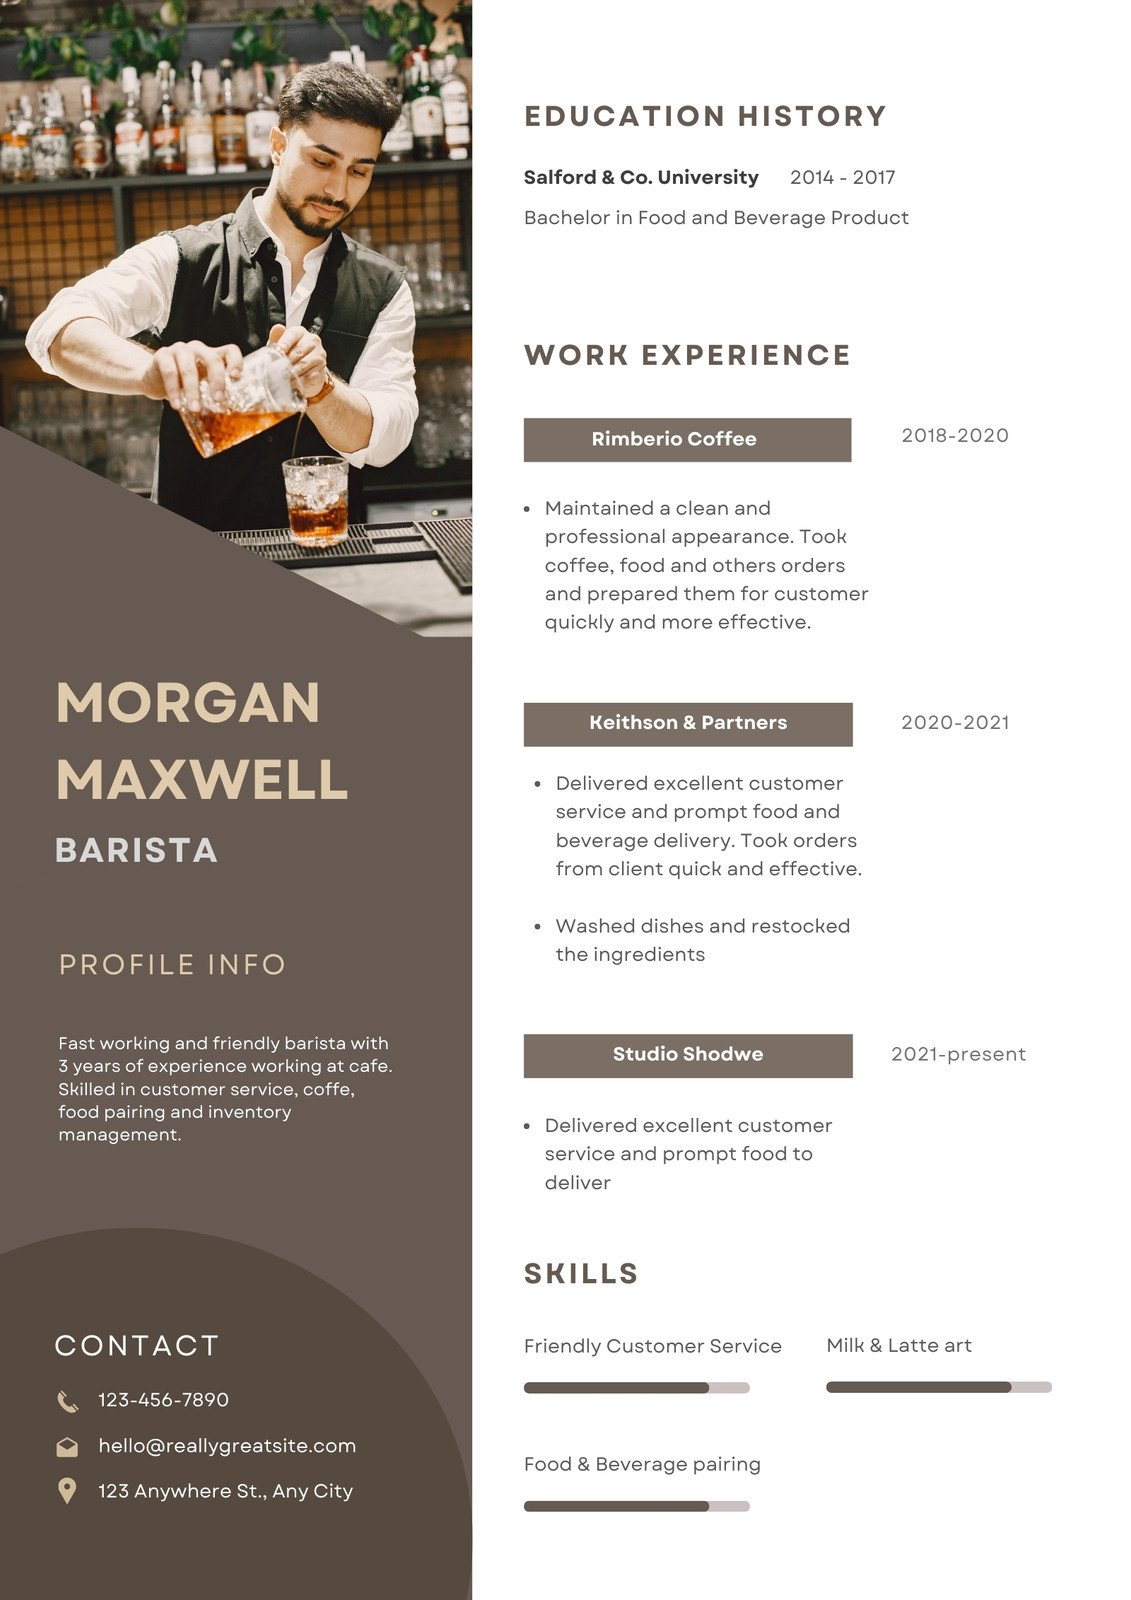 MORGAN
MAXWELL
BARISTA
PROFILE INFO
Fast working and friendly barista with
3 years of experience working at cafe.
Skilled in customer service, coffe,
food pairing and inventory
management.
CONTACT
123-456-7890
hello@reallygreatsite.com
123 Anywhere St., Any City
EDUCATION HISTORY
Salford & Co. University 2014 - 2017
Bachelor in Food and Beverage Product
WORK EXPERIENCE
Rimberio Coffee 2018-2020
• Maintained a clean and
professional appearance. Took
coffee, food and others orders
and prepared them for customer
quickly and more effective.
Keithson & Partners 2020-2021
• Delivered excellent customer
service and prompt food and
beverage delivery. Took orders
from client quick and effective.
• Washed dishes and restocked
the ingredients
Studio Shodwe 2021-present
• Delivered excellent customer
service and prompt food to
deliver
SKILLS
Friendly Customer Service Milk & Latte art
Food & Beverage pairing